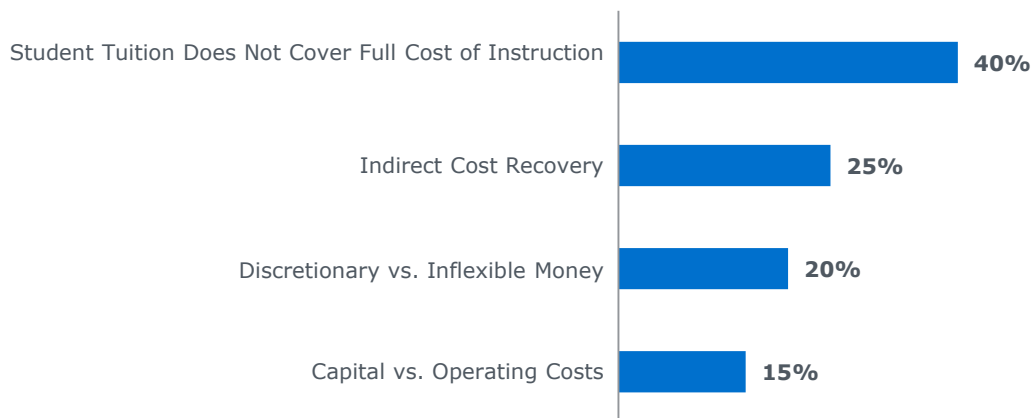 Student Tuition Does Not Cover Full Cost of Instruction
40%
Indirect Cost Recovery
25%
Discretionary vs. Inflexible Money
20%
Capital vs. Operating Costs
15%